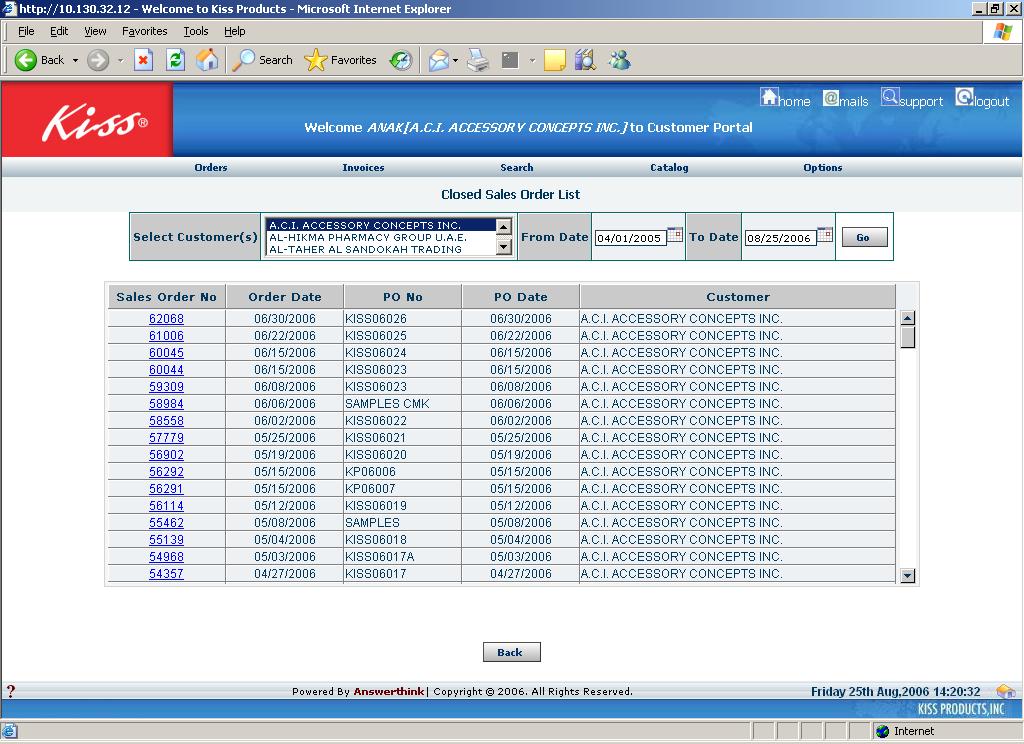 http://10.130.32.12 - Welcome to Kiss Products - Microsoft Internet Explorer
File Edit View Favorites Tools Help
Back Search Favorites
Kiss®
home @mails support logout
Welcome ANAK[A.C.I. ACCESSORY CONCEPTS INC.]to Customer Portal
Orders Invoices Search Catalog Options
Closed Sales Order List
Select Customer(s) A.C.I. ACCESSORY CONCEPTS INC. From Date 04/01/2005 To Date 08/25/2006 Go
AL-HIKMA PHARMACY GROUP U.A.E.
AL-TAHER AL SANDOKAH TRADING
Sales Order No Order Date PO No PO Date Customer
62068 06/30/2006 KISS06026 06/30/2006 A.C.I. ACCESSORY CONCEPTS INC.
61006 06/22/2006 KISS06025 06/22/2006 A.C.I. ACCESSORY CONCEPTS INC.
60045 06/15/2006 KISS06024 06/15/2006 A.C.I. ACCESSORY CONCEPTS INC.
60044 06/15/2006 KISS06023 06/15/2006 A.C.I. ACCESSORY CONCEPTS INC.
59309 06/08/2006 KISS06023 06/08/2006 A.C.I. ACCESSORY CONCEPTS INC.
58984 06/06/2006 SAMPLES CMK 06/06/2006 A.C.I. ACCESSORY CONCEPTS INC.
58558 06/02/2006 KISS06022 06/02/2006 A.C.I. ACCESSORY CONCEPTS INC.
57779 05/25/2006 KISS06021 05/25/2006 A.C.I. ACCESSORY CONCEPTS INC.
56902 05/19/2006 KISS06020 05/19/2006 A.C.I. ACCESSORY CONCEPTS INC.
56292 05/15/2006 KP06006 05/15/2006 A.C.I. ACCESSORY CONCEPTS INC.
56291 05/15/2006 KP06007 05/15/2006 A.C.I. ACCESSORY CONCEPTS INC.
56114 05/12/2006 KISS06019 05/12/2006 A.C.I. ACCESSORY CONCEPTS INC.
55462 05/08/2006 SAMPLES 05/08/2006 A.C.I. ACCESSORY CONCEPTS INC.
55139 05/04/2006 KISS06018 05/04/2006 A.C.I. ACCESSORY CONCEPTS INC.
54968 05/03/2006 KISS06017A 05/03/2006 A.C.I. ACCESSORY CONCEPTS INC.
54357 04/27/2006 KISS06017 04/27/2006 A.C.I. ACCESSORY CONCEPTS INC.
Back
? Powered By Answerthink| Copyright © 2006. All Rights Reserved. Friday 25th Aug,2006 14:20:32
KISS PRODUCTS,INC
Internet